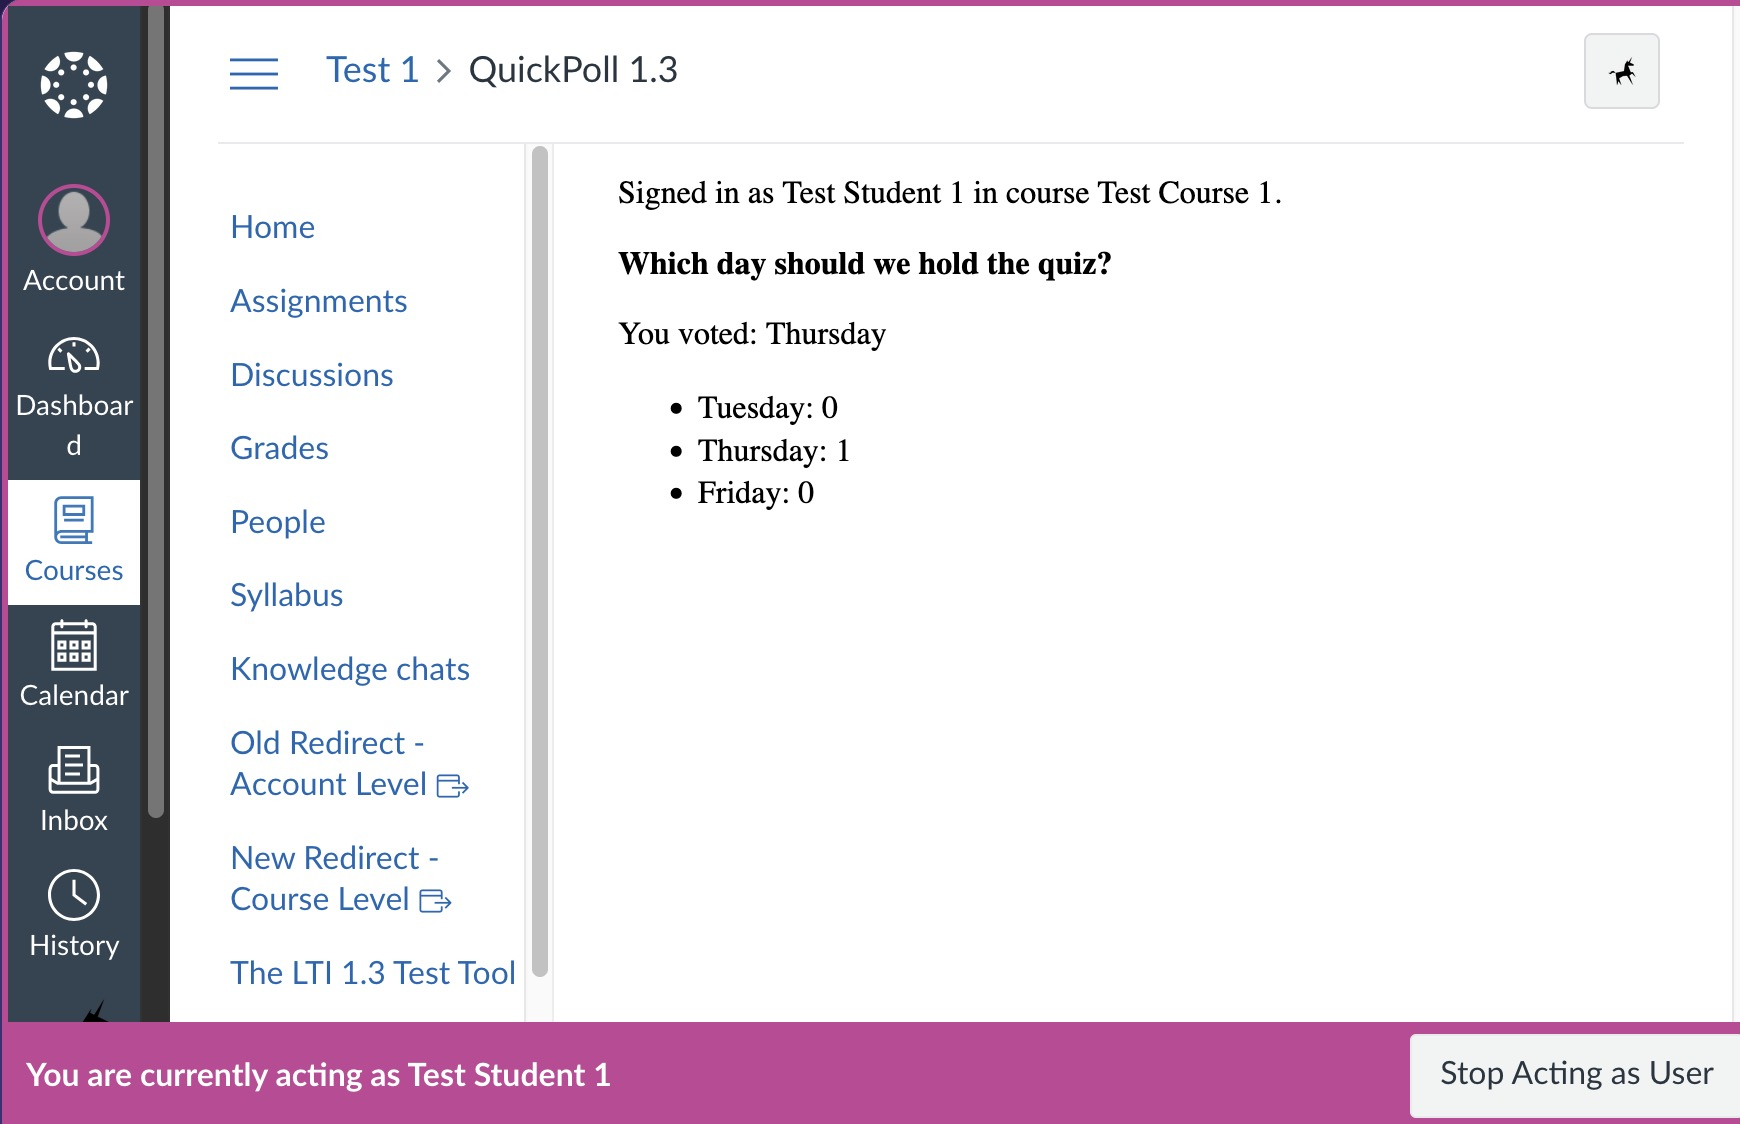 Test 1 > QuickPoll 1.3
Account
Dashboar
d
Courses
Calendar
Inbox
History
Home
Assignments
Discussions
Grades
People
Syllabus
Knowledge chats
Old Redirect -
Account Level
New Redirect -
Course Level
The LTI 1.3 Test Tool
Signed in as Test Student 1 in course Test Course 1.
Which day should we hold the quiz?
You voted: Thursday
• Tuesday: 0
• Thursday: 1
• Friday: 0
You are currently acting as Test Student 1
Stop Acting as User